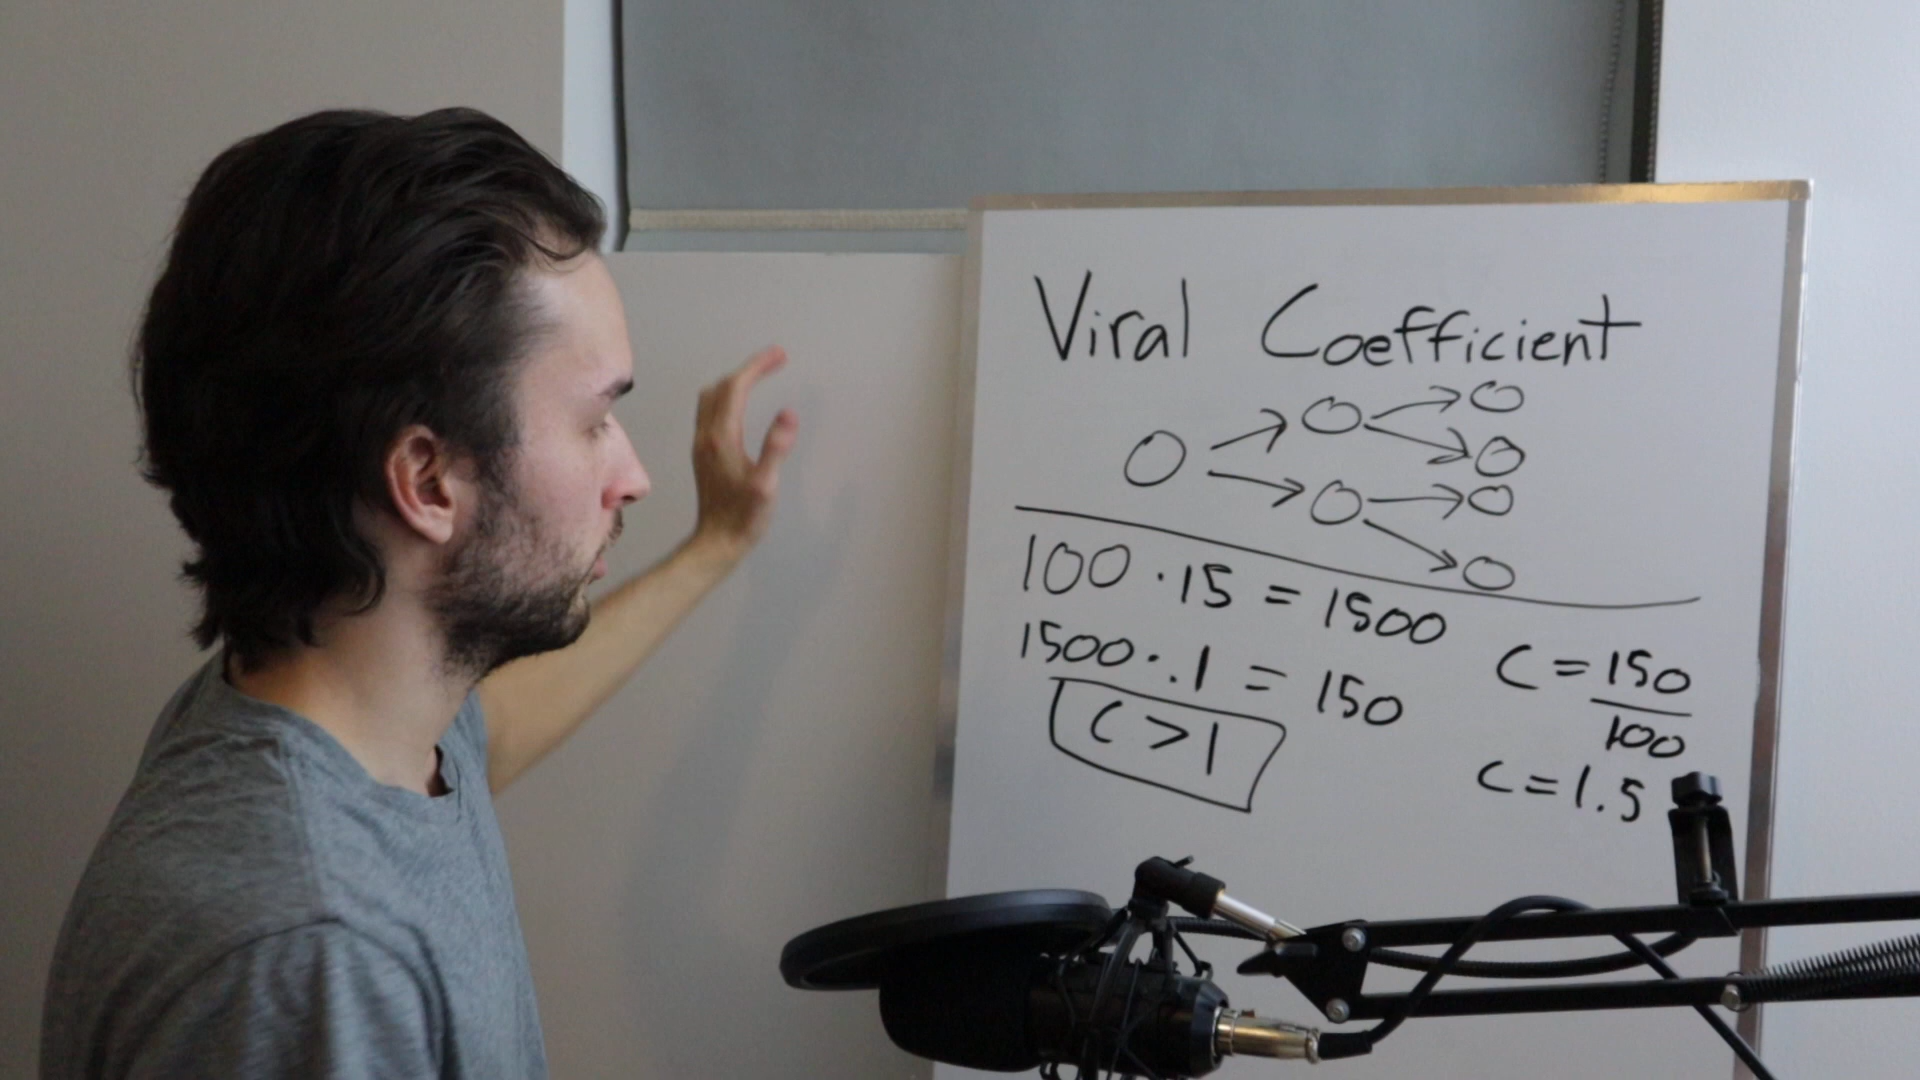 Viral Coefficient
100 · 15 = 1500
1500 · .1 = 150
C > 1
C = 150
100
C = 1.5